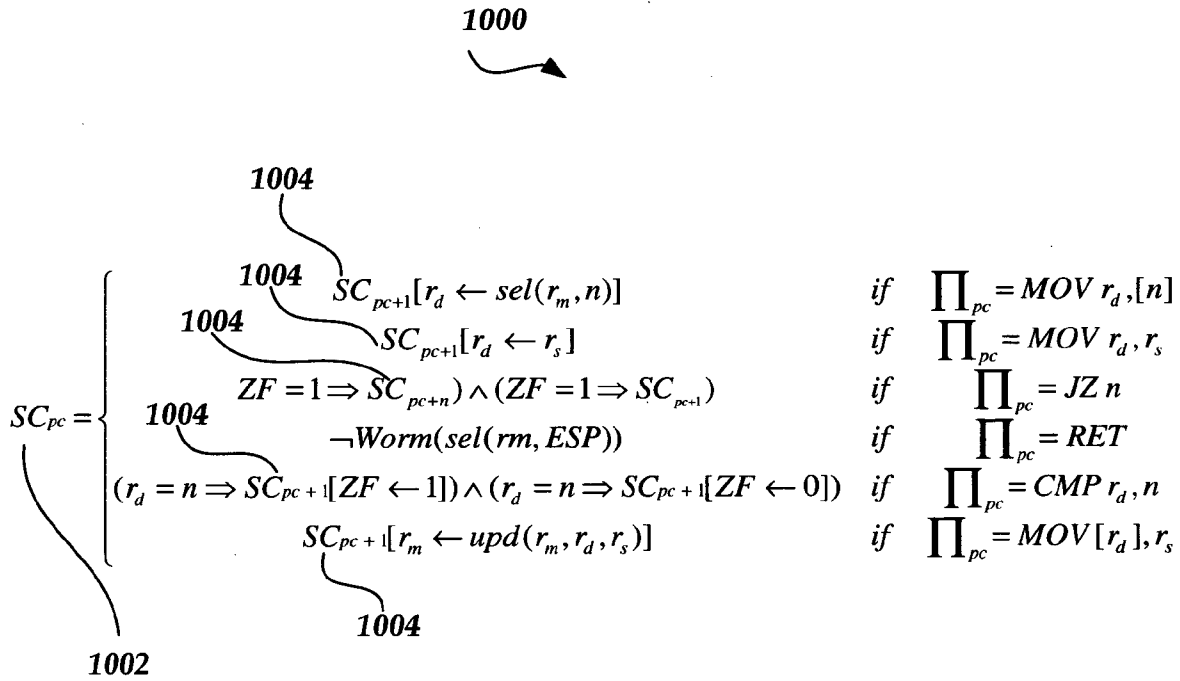 1000
1004
1004 SC_{pc+1}[r_d ← sel(r_m, n)] if ∏_{pc} = MOV r_d,[n]
1004 SC_{pc+1}[r_d ← r_s] if ∏_{pc} = MOV r_d, r_s
ZF = 1 ⇒ SC_{pc+n}) ∧ (ZF = 1 ⇒ SC_{pc+1}) if ∏_{pc} = JZ n
SC_{pc} = { 1004 ¬Worm(sel(rm, ESP)) if ∏_{pc} = RET
(r_d = n ⇒ SC_{pc+1}[ZF ← 1]) ∧ (r_d = n ⇒ SC_{pc+1}[ZF ← 0]) if ∏_{pc} = CMP r_d, n
SC_{pc+1}[r_m ← upd(r_m, r_d, r_s)] if ∏_{pc} = MOV[r_d], r_s
1004
1002